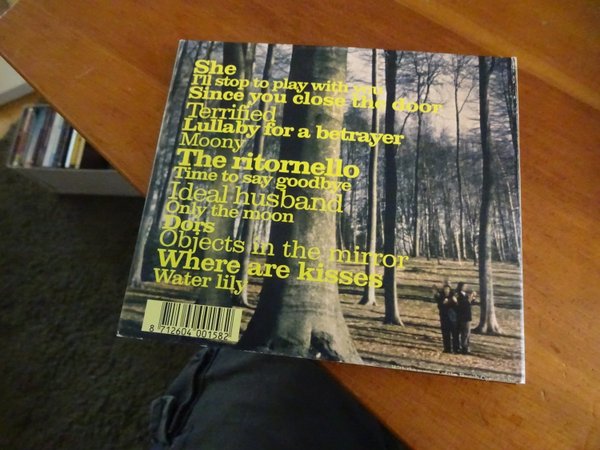 She
I'll stop to play with you
Since you close the door
Terrified
Lullaby for a betrayer
Moony
The ritornello
Time to say goodbye
Ideal husband
Only the moon
Dors
Objects in the mirror
Where are kisses
Water lily
8 712604 001582